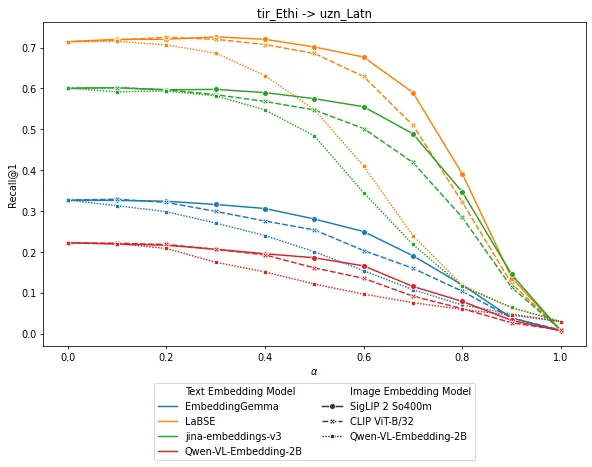 tir_Ethi -> uzn_Latn
Recall@1
0.7
0.6
0.5
0.4
0.3
0.2
0.1
0.0
0.0 0.2 0.4 0.6 0.8 1.0
α
Text Embedding Model Image Embedding Model
EmbeddingGemma SigLIP 2 So400m
LaBSE CLIP ViT-B/32
jina-embeddings-v3 Qwen-VL-Embedding-2B
Qwen-VL-Embedding-2B